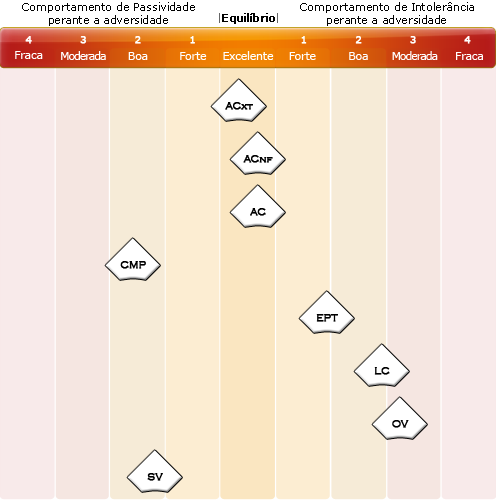 Comportamento de Passividade
perante a adversidade
|Equilíbrio|
Comportamento de Intolerância
perante a adversidade
4 3 2 1 1 2 3 4
Fraca Moderada Boa Forte Excelente Forte Boa Moderada Fraca
ACXT
ACNF
AC
CMP
EPT
LC
OV
SV